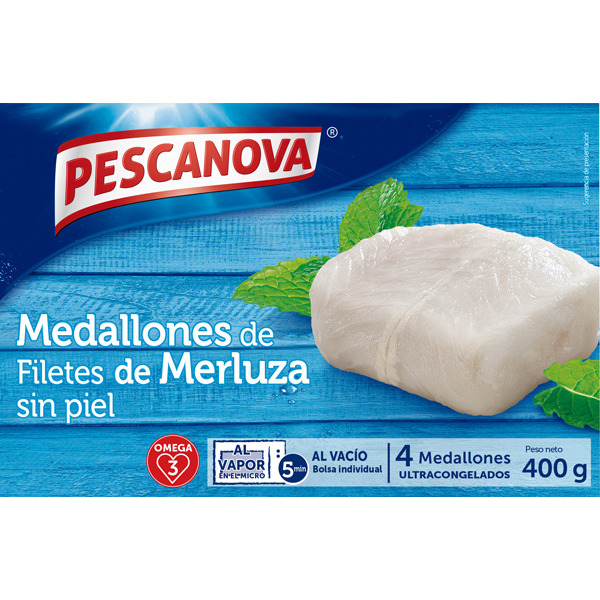 PESCANOVA®
Sugerencia de presentación
Medallones de
Filetes de Merluza
sin piel
OMEGA
3
AL
VAPOR
EN EL MICRO
5 min
AL VACÍO
Bolsa individual
4 Medallones
ULTRACONGELADOS
Peso neto
400 g